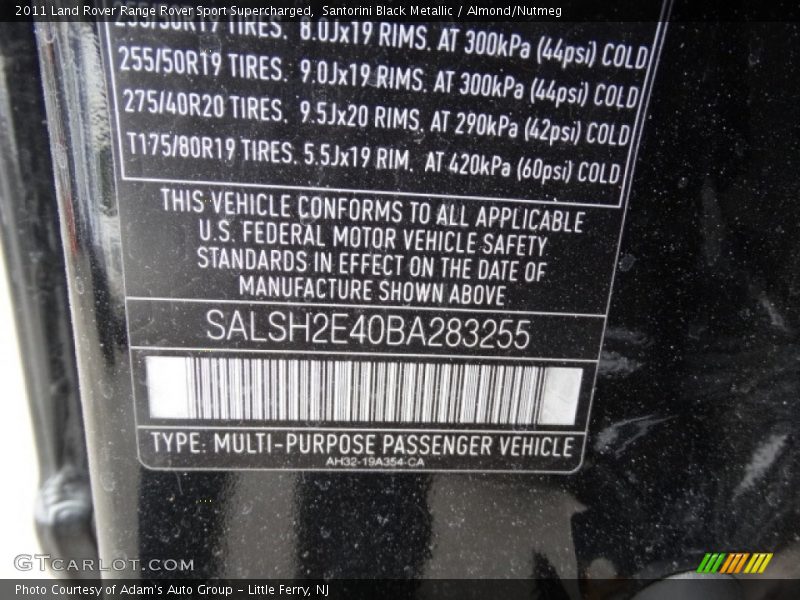 2011 Land Rover Range Rover Sport Supercharged, Santorini Black Metallic / Almond/Nutmeg
255/50R19 TIRES. 8.0Jx19 RIMS. AT 300kPa (44psi) COLD
255/50R19 TIRES. 9.0Jx19 RIMS. AT 300kPa (44psi) COLD
275/40R20 TIRES. 9.5Jx20 RIMS. AT 290kPa (42psi) COLD
T175/80R19 TIRES. 5.5Jx19 RIM. AT 420kPa (60psi) COLD
THIS VEHICLE CONFORMS TO ALL APPLICABLE
U.S. FEDERAL MOTOR VEHICLE SAFETY
STANDARDS IN EFFECT ON THE DATE OF
MANUFACTURE SHOWN ABOVE
SALSH2E40BA283255
TYPE: MULTI-PURPOSE PASSENGER VEHICLE
AH32-19A354-CA
GTCARLOT.COM
Photo Courtesy of Adam's Auto Group - Little Ferry, NJ